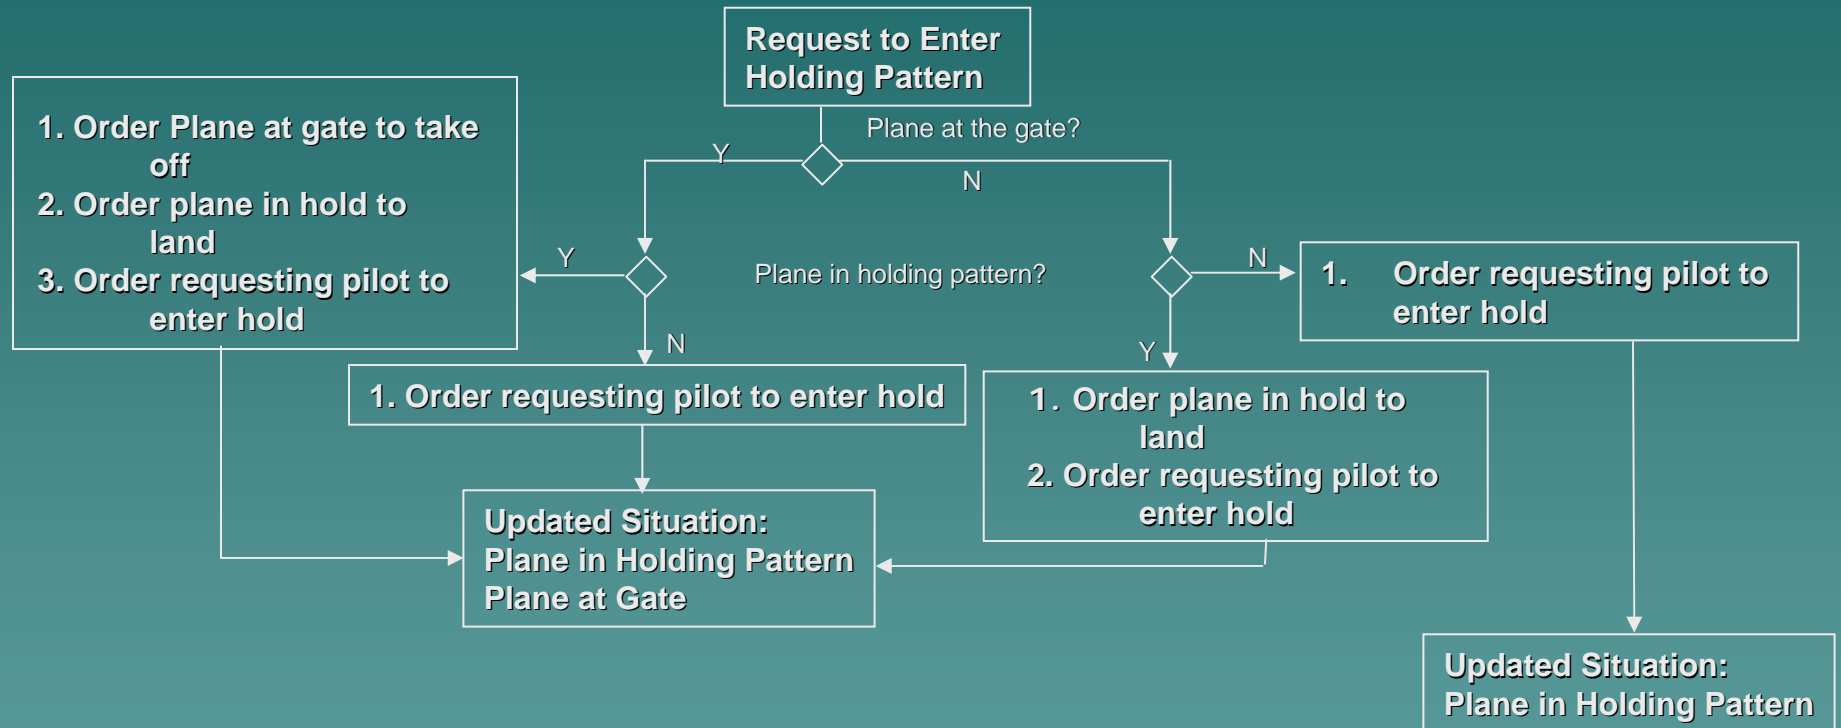 Request to Enter
Holding Pattern
Plane at the gate?
Y
N
1. Order Plane at gate to take
off
2. Order plane in hold to
land
3. Order requesting pilot to
enter hold
Y
Plane in holding pattern?
N
1. Order requesting pilot to
enter hold
N
Y
1. Order requesting pilot to enter hold
1. Order plane in hold to
land
2. Order requesting pilot to
enter hold
Updated Situation:
Plane in Holding Pattern
Plane at Gate
Updated Situation:
Plane in Holding Pattern